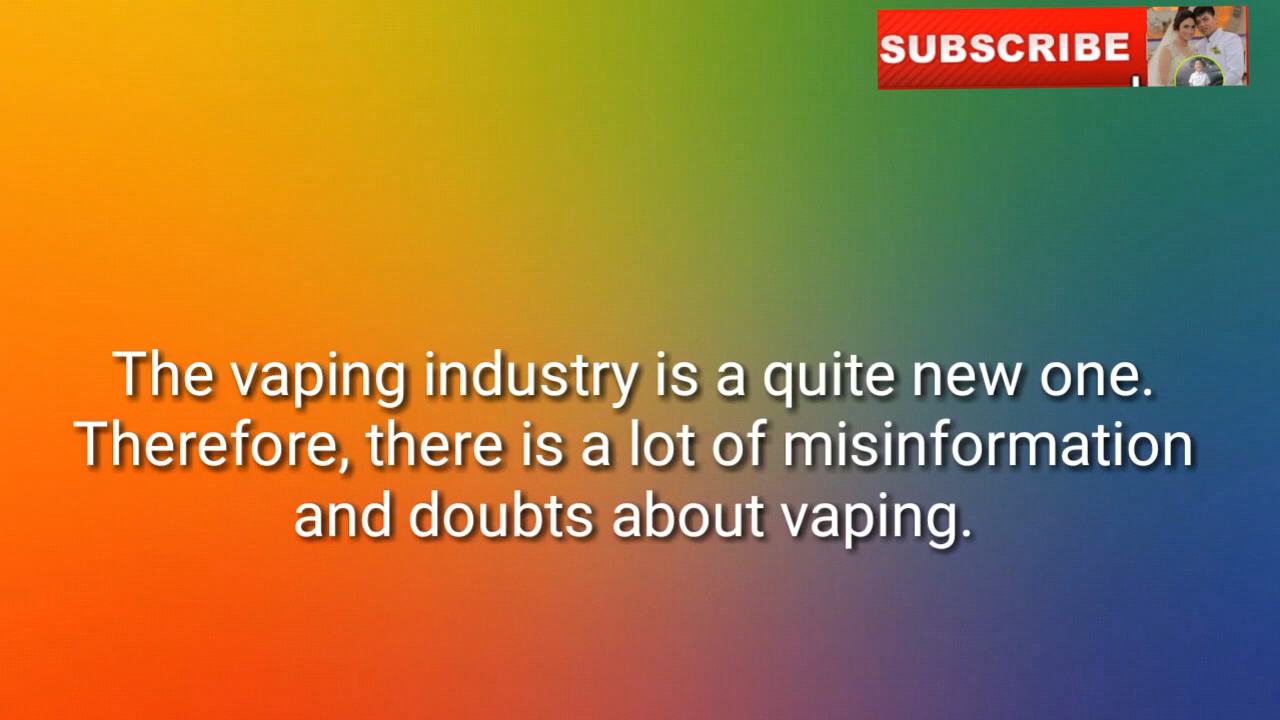 SUBSCRIBE
The vaping industry is a quite new one.
Therefore, there is a lot of misinformation
and doubts about vaping.